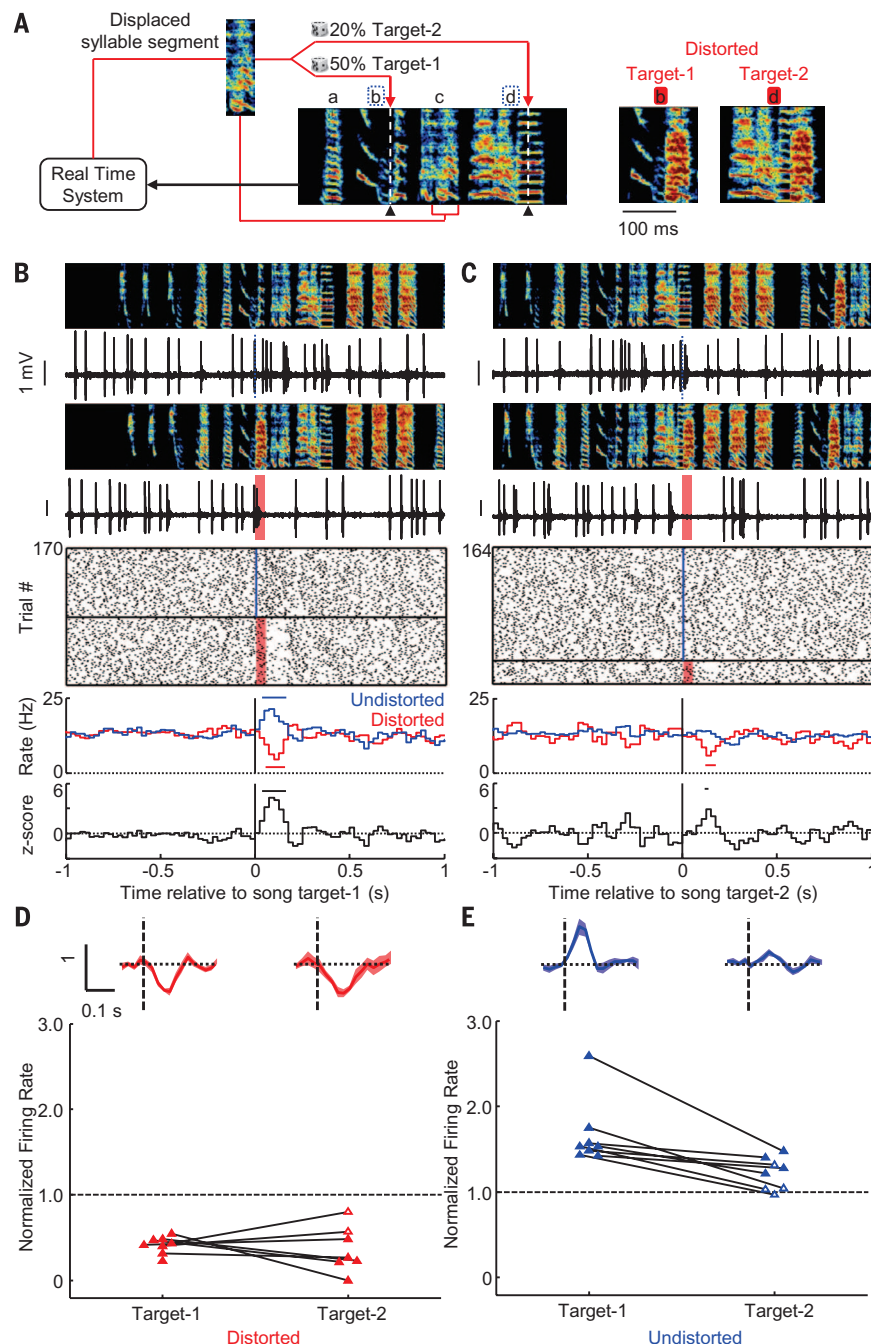 A
Displaced
syllable segment
20% Target-2
50% Target-1
a
b
c
d
Real Time
System
Distorted
Target-1
Target-2
b
d
100 ms
B
C
1 mV
170
164
Trial #
25
Undistorted
Distorted
25
Rate (Hz)
0
0
6
6
z-score
0
0
-1
-0.5
0
0.5
1
-1
-0.5
0
0.5
1
Time relative to song target-1 (s)
Time relative to song target-2 (s)
D
E
1
0.1 s
3.0
3.0
Normalized Firing Rate
Normalized Firing Rate
2.0
2.0
1.0
1.0
0
0
Target-1
Target-2
Target-1
Target-2
Distorted
Undistorted